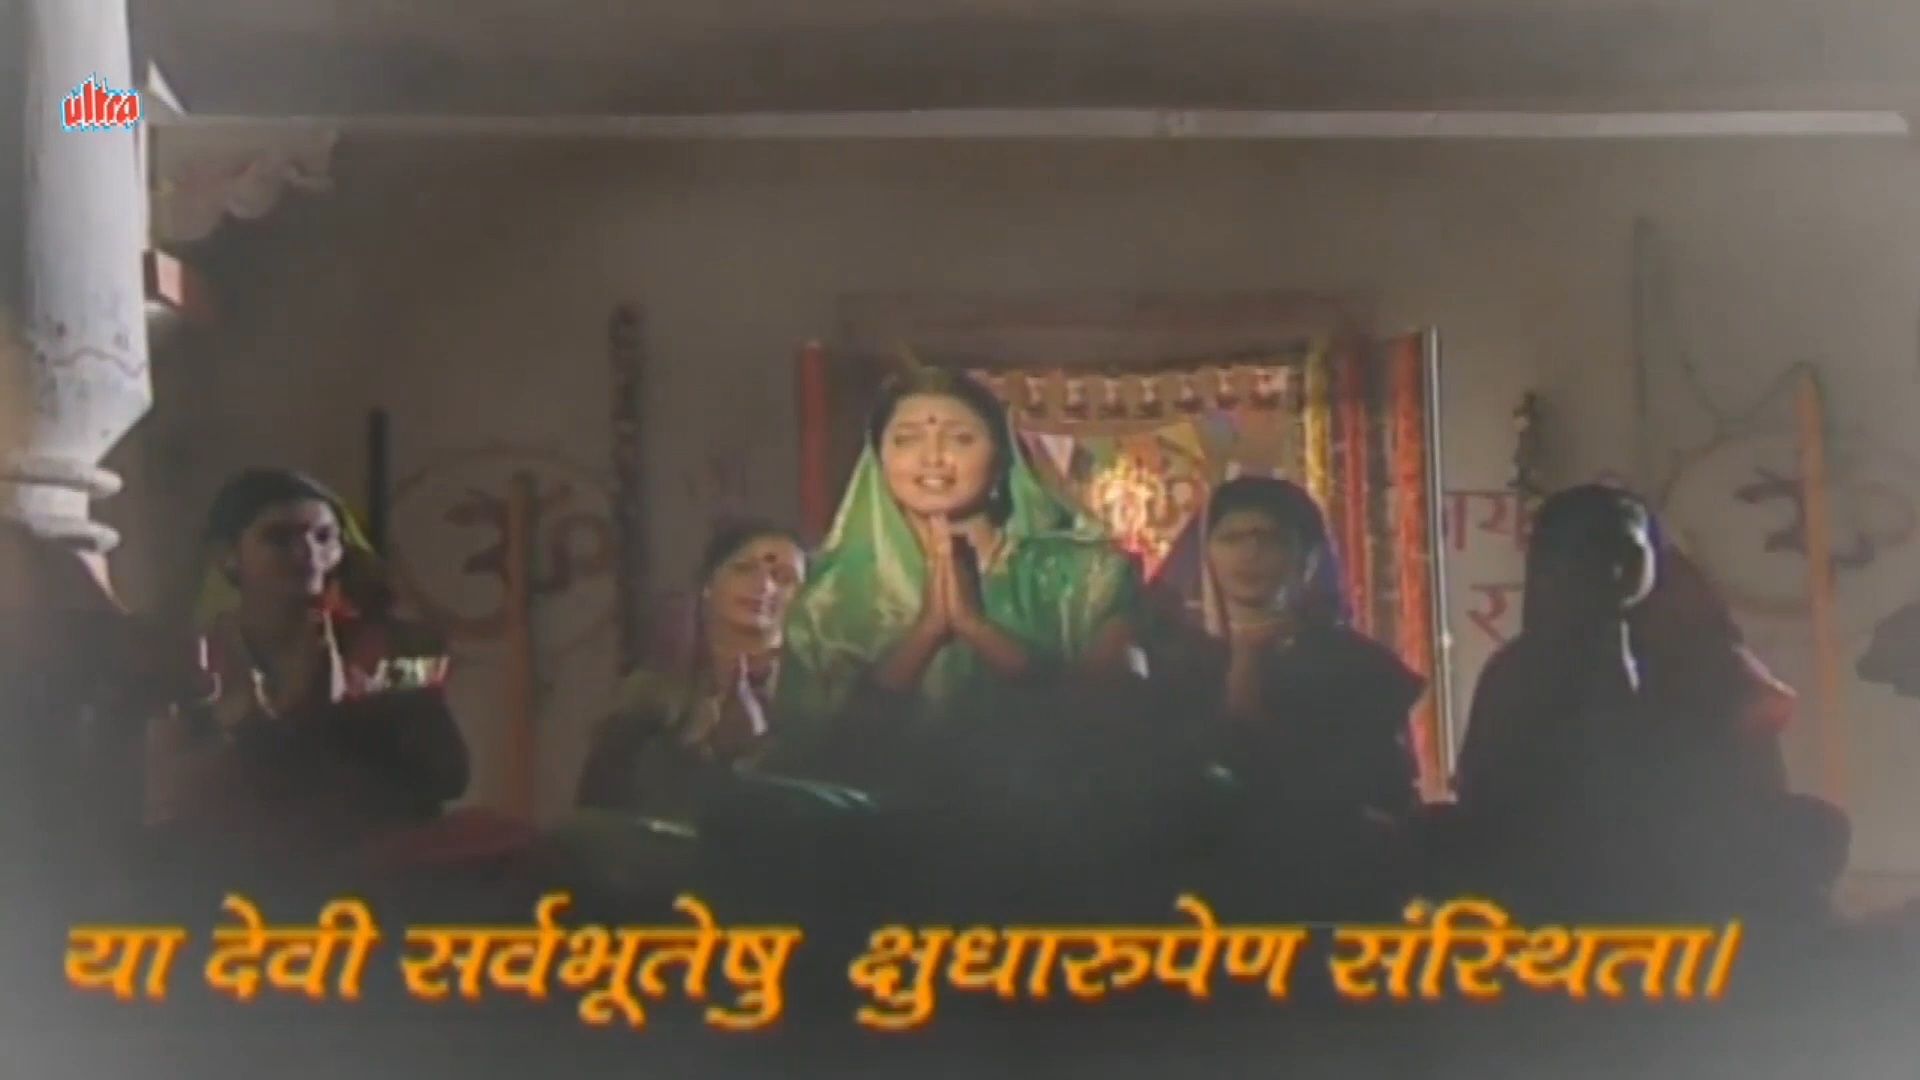 ultra
ॐ
ॐ
या देवी सर्वभूतेषु क्षुधारुपेण संस्थिता।